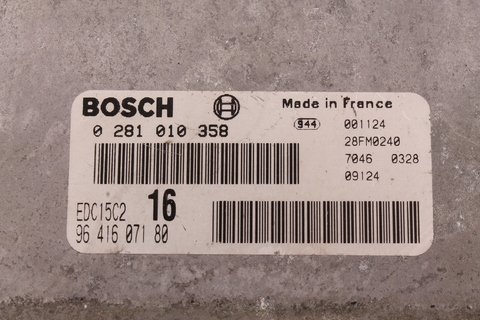 BOSCH Made in France
0 281 010 358 944 001124
28FM0240
7046 0328
09124
EDC15C2 16
96 416 071 80